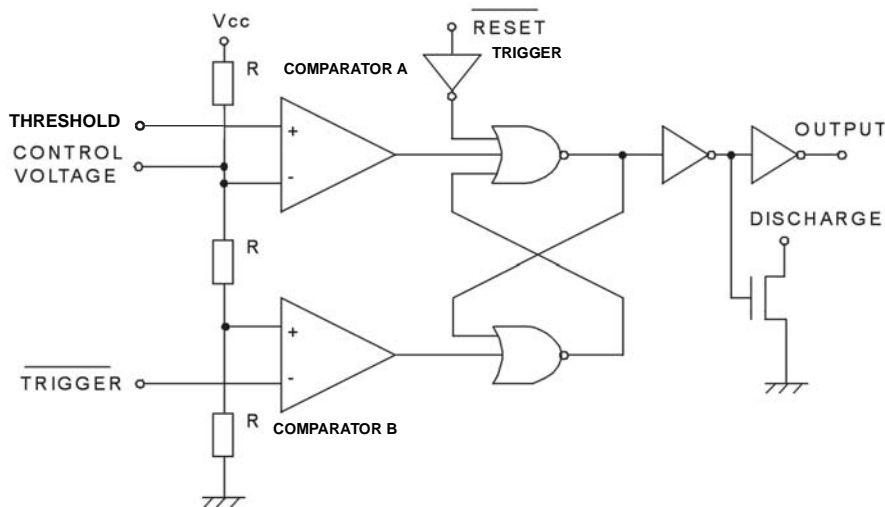 Vcc
RESET
TRIGGER
R
COMPARATOR A
THRESHOLD
+
OUTPUT
CONTROL
VOLTAGE
-
DISCHARGE
R
+
TRIGGER
-
R
COMPARATOR B